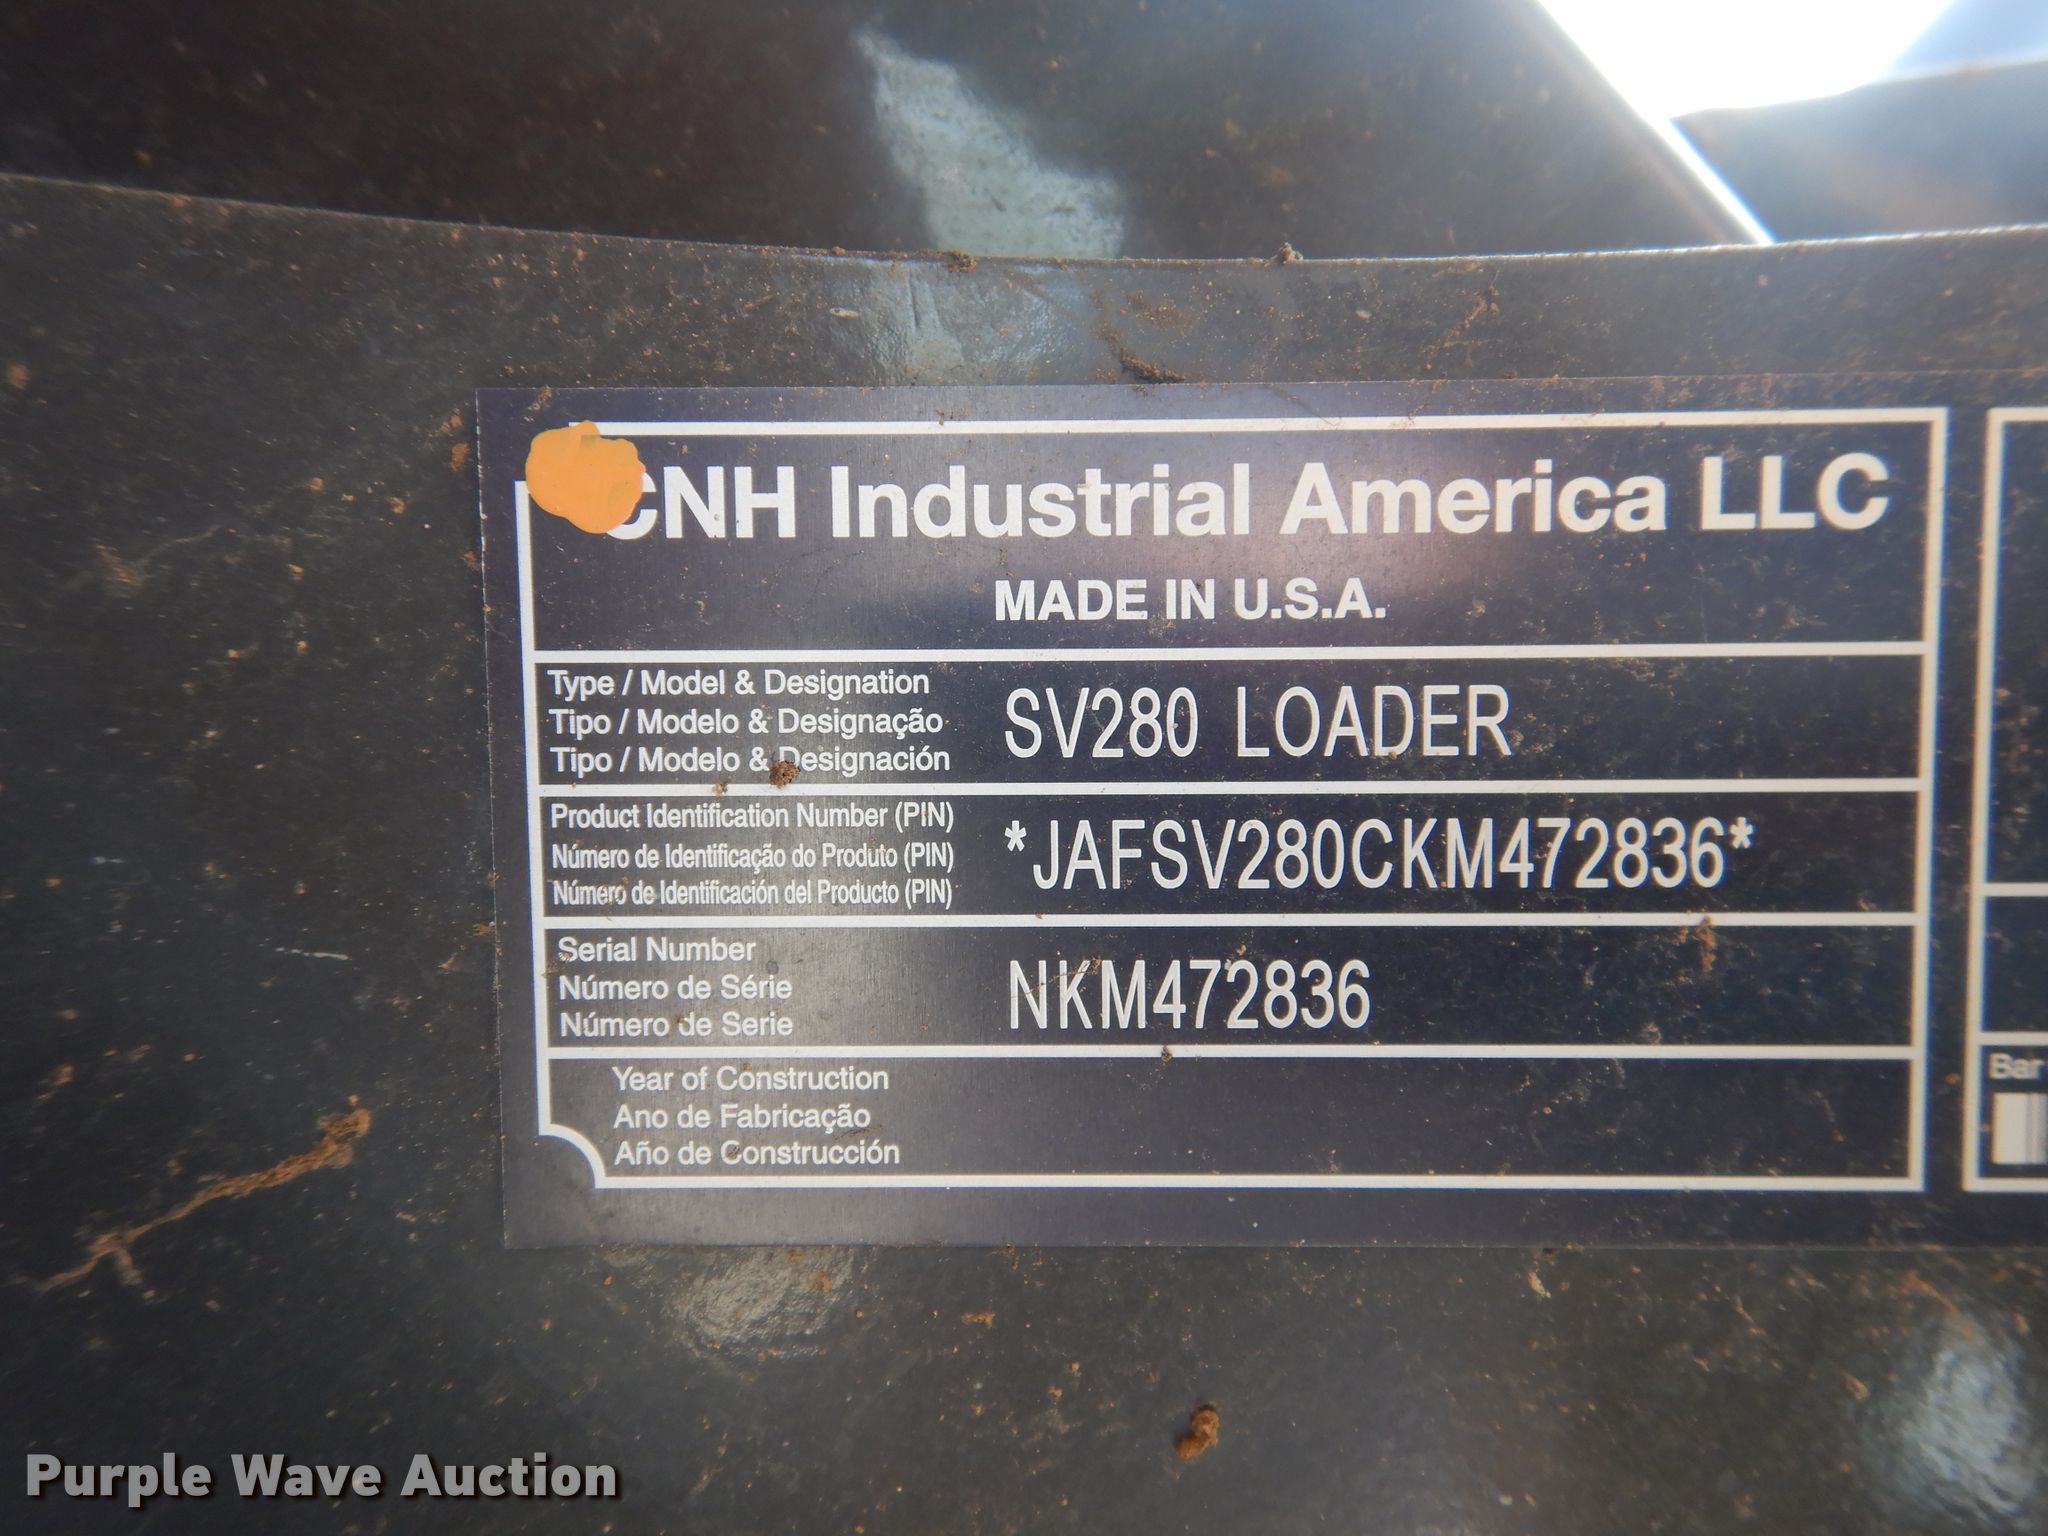 CNH Industrial America LLC
MADE IN U.S.A.
Type / Model & Designation
Tipo / Modelo & Designação
Tipo / Modelo & Designación
SV280 LOADER
Product Identification Number (PIN)
Número de Identificação do Produto (PIN)
Número de Identificación del Producto (PIN)
*JAFSV280CKM472836*
Serial Number
Número de Série
Número de Serie
NKM472836
Year of Construction
Ano de Fabricação
Año de Construcción
Bar
Purple Wave Auction